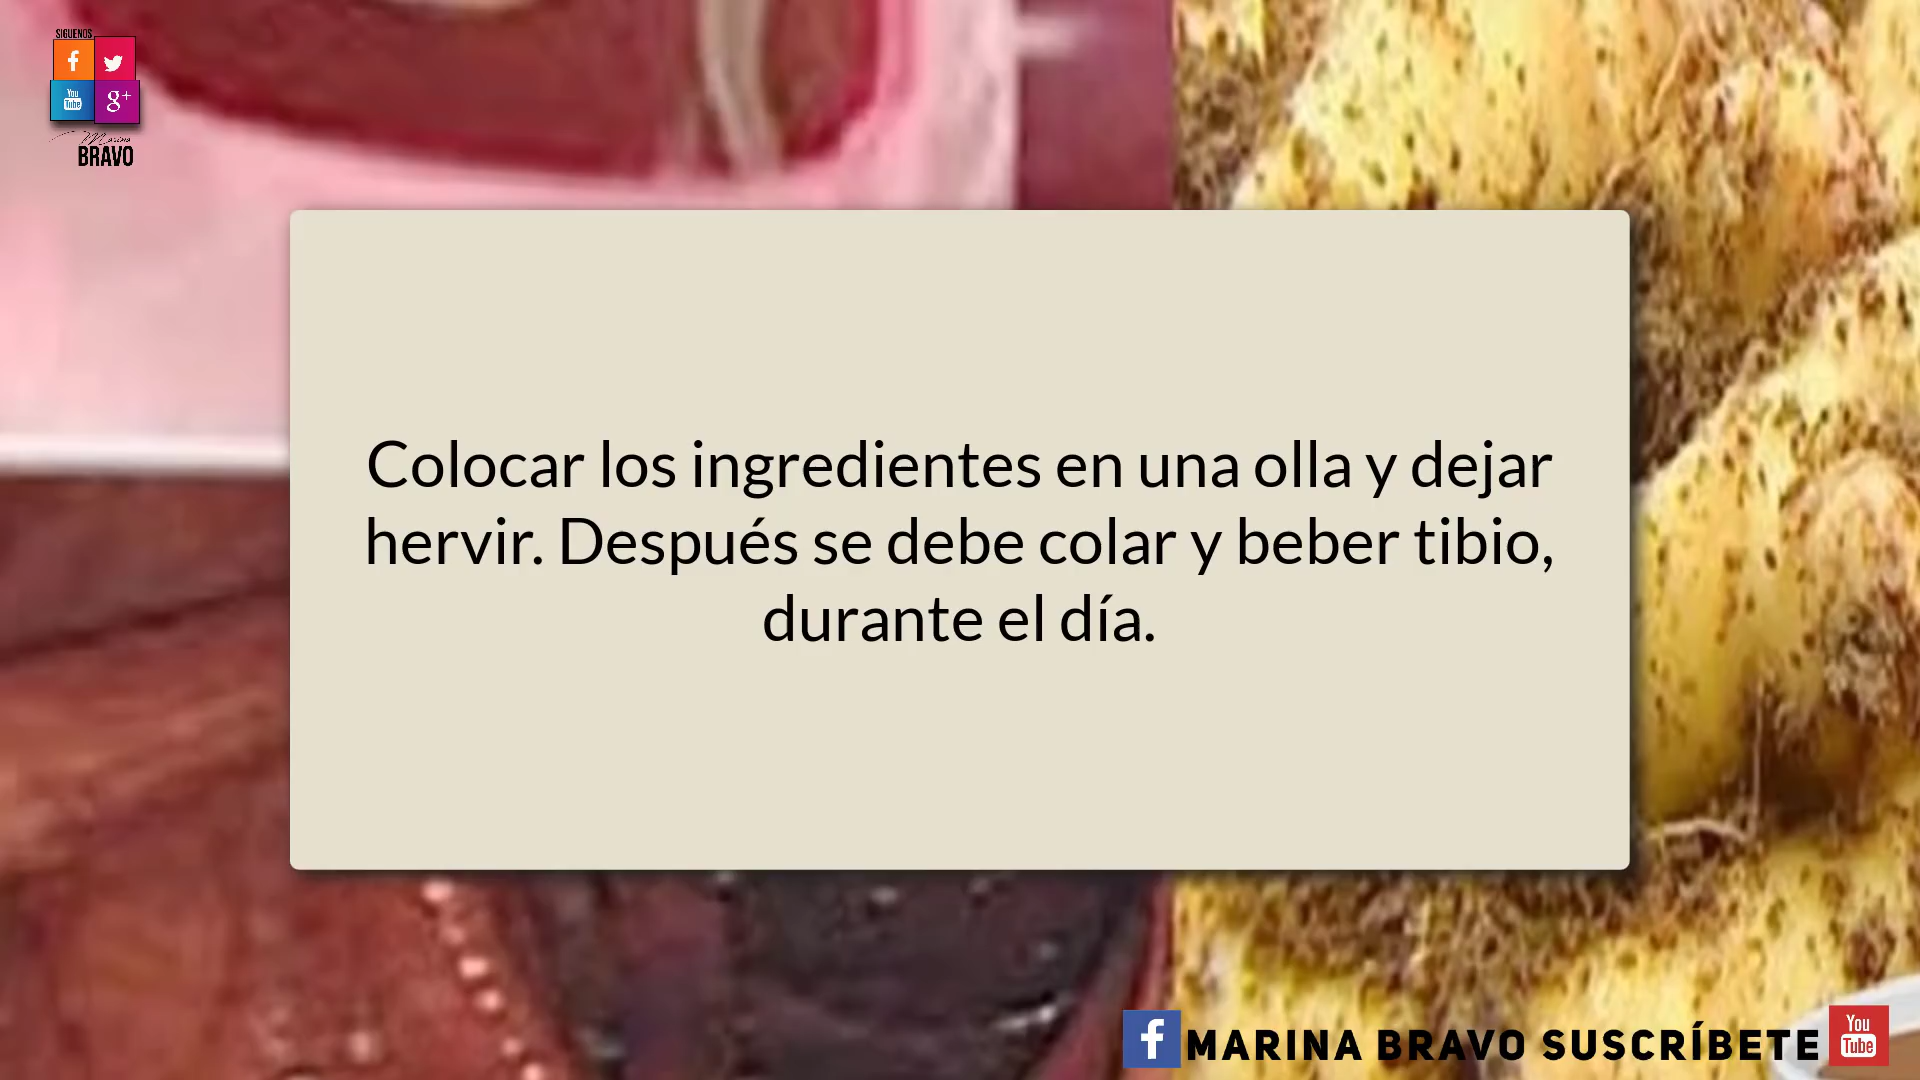 SIGUENOS
f
You
Tube
g+
Marina
BRAVO
Colocar los ingredientes en una olla y dejar
hervir. Después se debe colar y beber tibio,
durante el día.
f MARINA BRAVO SUSCRÍBETE You
Tube